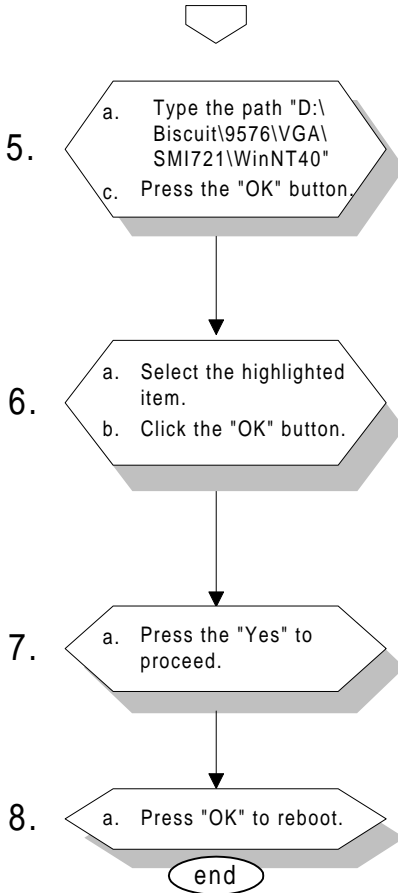 5.
a. Type the path "D:\
Biscuit\9576\VGA\
SMI721\WinNT40"
c. Press the "OK" button.
6.
a. Select the highlighted
item.
b. Click the "OK" button.
7.
a. Press the "Yes" to
proceed.
8.
a. Press "OK" to reboot.
end